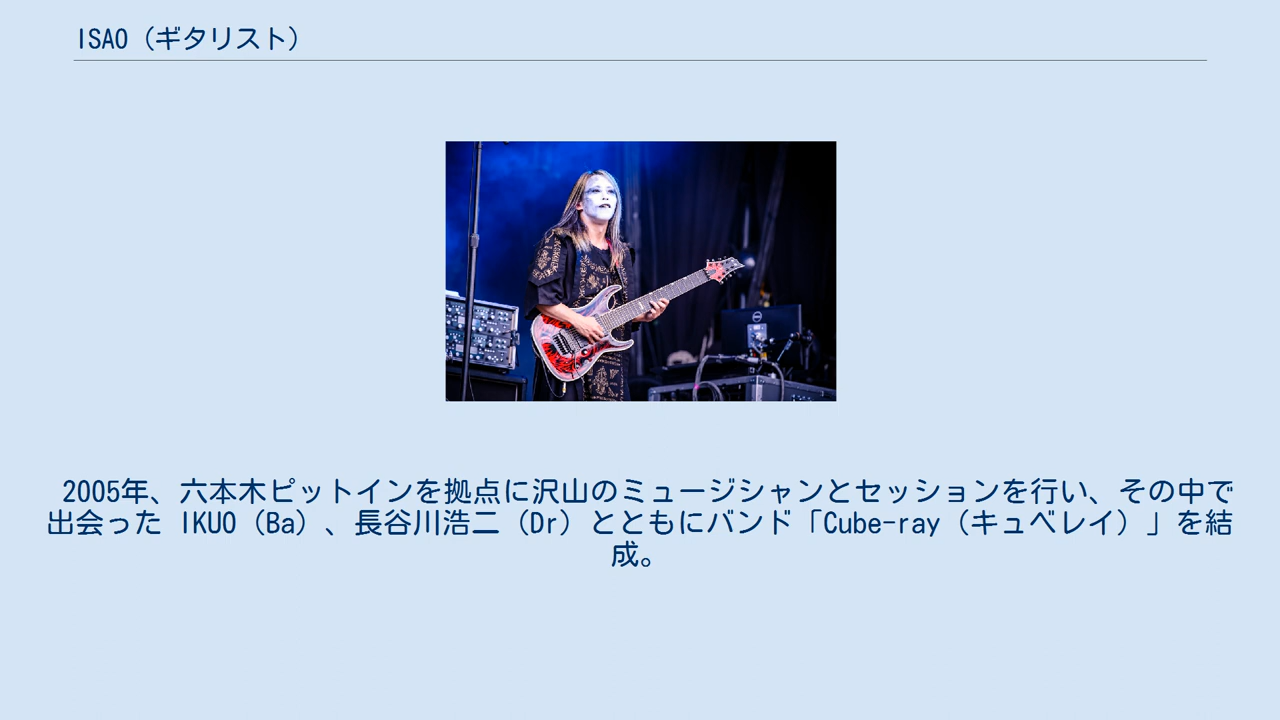 ISAO（ギタリスト）
2005年、六本木ピットインを拠点に沢山のミュージシャンとセッションを行い、その中で
出会った IKUO（Ba）、長谷川浩二（Dr）とともにバンド「Cube-ray（キュベレイ）」を結
成。